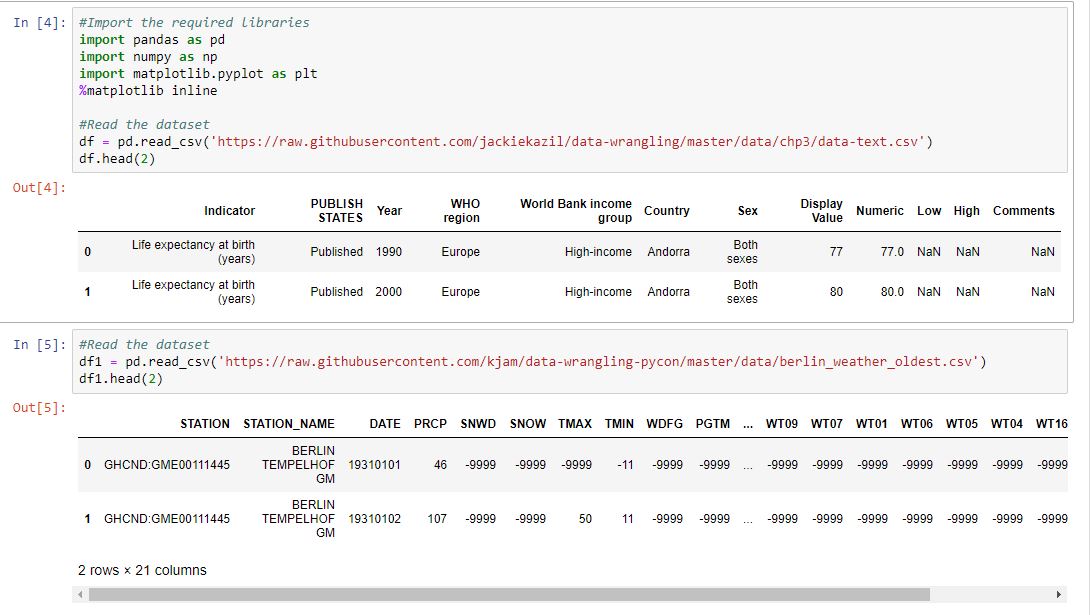 In [4]: #Import the required libraries
import pandas as pd
import numpy as np
import matplotlib.pyplot as plt
%matplotlib inline
#Read the dataset
df = pd.read_csv('https://raw.githubusercontent.com/jackiekazil/data-wrangling/master/data/chp3/data-text.csv')
df.head(2)
Out[4]:
Indicator PUBLISH STATES Year WHO region World Bank income group Country Sex Display Value Numeric Low High Comments
0 Life expectancy at birth (years) Published 1990 Europe High-income Andorra Both sexes 77 77.0 NaN NaN NaN
1 Life expectancy at birth (years) Published 2000 Europe High-income Andorra Both sexes 80 80.0 NaN NaN NaN
In [5]: #Read the dataset
df1 = pd.read_csv('https://raw.githubusercontent.com/kjam/data-wrangling-pycon/master/data/berlin_weather_oldest.csv')
df1.head(2)
Out[5]:
STATION STATION_NAME DATE PRCP SNWD SNOW TMAX TMIN WDFG PGTM ... WT09 WT07 WT01 WT06 WT05 WT04 WT16
0 GHCND:GME00111445 BERLIN TEMPELHOF GM 19310101 46 -9999 -9999 -9999 -11 -9999 -9999 ... -9999 -9999 -9999 -9999 -9999 -9999 -9999
1 GHCND:GME00111445 BERLIN TEMPELHOF GM 19310102 107 -9999 -9999 50 11 -9999 -9999 ... -9999 -9999 -9999 -9999 -9999 -9999 -9999
2 rows × 21 columns